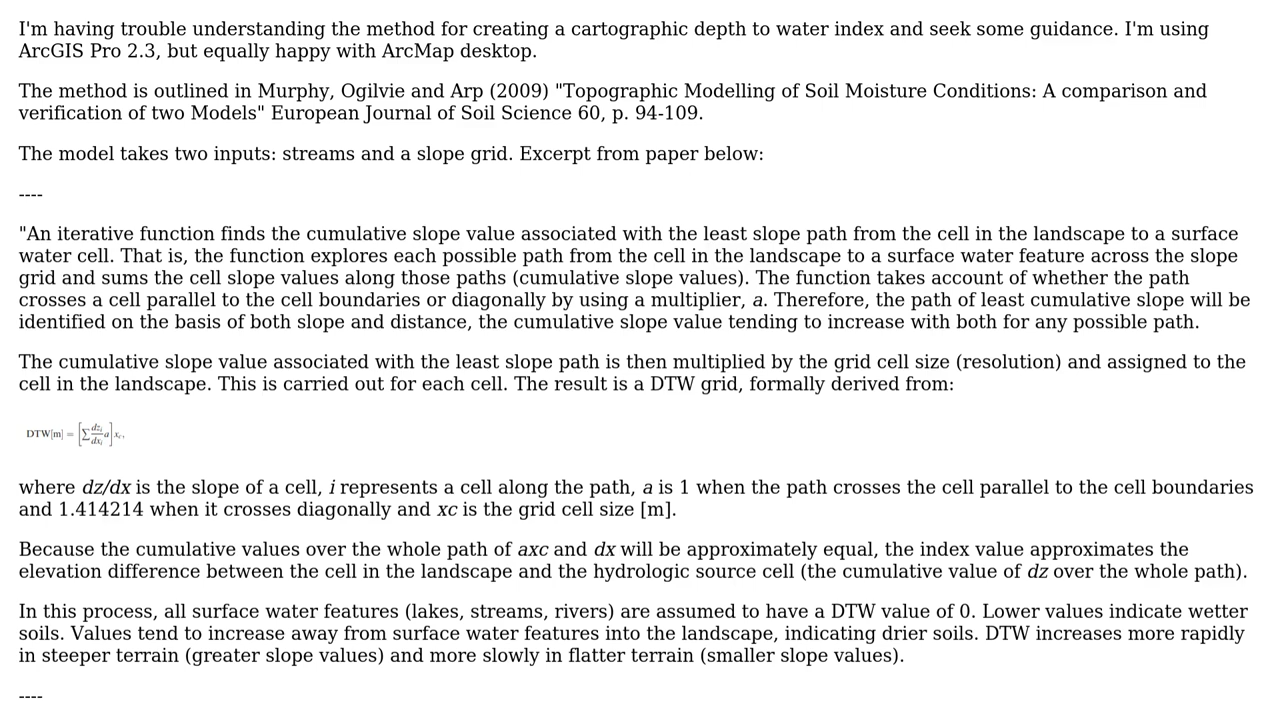 I'm having trouble understanding the method for creating a cartographic depth to water index and seek some guidance. I'm using
ArcGIS Pro 2.3, but equally happy with ArcMap desktop.
The method is outlined in Murphy, Ogilvie and Arp (2009) "Topographic Modelling of Soil Moisture Conditions: A comparison and
verification of two Models" European Journal of Soil Science 60, p. 94-109.
The model takes two inputs: streams and a slope grid. Excerpt from paper below:
----
"An iterative function finds the cumulative slope value associated with the least slope path from the cell in the landscape to a surface
water cell. That is, the function explores each possible path from the cell in the landscape to a surface water feature across the slope
grid and sums the cell slope values along those paths (cumulative slope values). The function takes account of whether the path
crosses a cell parallel to the cell boundaries or diagonally by using a multiplier, a. Therefore, the path of least cumulative slope will be
identified on the basis of both slope and distance, the cumulative slope value tending to increase with both for any possible path.
The cumulative slope value associated with the least slope path is then multiplied by the grid cell size (resolution) and assigned to the
cell in the landscape. This is carried out for each cell. The result is a DTW grid, formally derived from:
DTW[m] = [∑ dz_i/dx_i a] x_c,
where dz/dx is the slope of a cell, i represents a cell along the path, a is 1 when the path crosses the cell parallel to the cell boundaries
and 1.414214 when it crosses diagonally and xc is the grid cell size [m].
Because the cumulative values over the whole path of axc and dx will be approximately equal, the index value approximates the
elevation difference between the cell in the landscape and the hydrologic source cell (the cumulative value of dz over the whole path).
In this process, all surface water features (lakes, streams, rivers) are assumed to have a DTW value of 0. Lower values indicate wetter
soils. Values tend to increase away from surface water features into the landscape, indicating drier soils. DTW increases more rapidly
in steeper terrain (greater slope values) and more slowly in flatter terrain (smaller slope values).
----